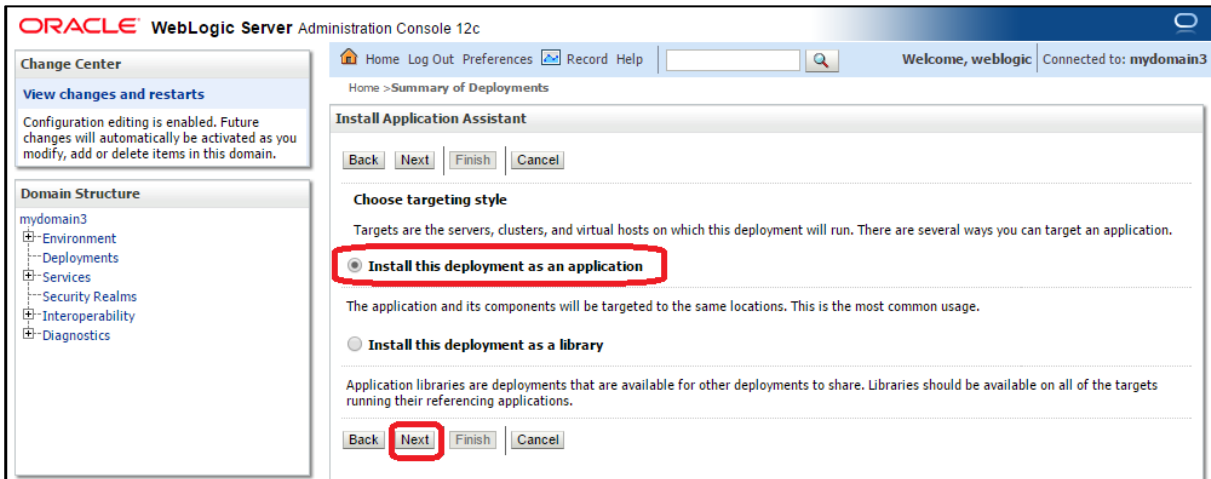 ORACLE WebLogic Server Administration Console 12c
Change Center
View changes and restarts
Configuration editing is enabled. Future
changes will automatically be activated as you
modify, add or delete items in this domain.
Domain Structure
mydomain3
Environment
Deployments
Services
Security Realms
Interoperability
Diagnostics
Home Log Out Preferences Record Help
Welcome, weblogic Connected to: mydomain3
Home >Summary of Deployments
Install Application Assistant
Back Next Finish Cancel
Choose targeting style
Targets are the servers, clusters, and virtual hosts on which this deployment will run. There are several ways you can target an application.
Install this deployment as an application
The application and its components will be targeted to the same locations. This is the most common usage.
Install this deployment as a library
Application libraries are deployments that are available for other deployments to share. Libraries should be available on all of the targets
running their referencing applications.
Back Next Finish Cancel